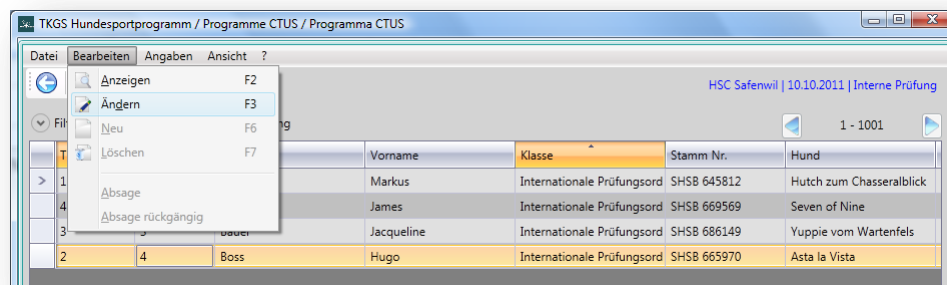 TKGS Hundesportprogramm / Programme CTUS / Programma CTUS
Datei Bearbeiten Angaben Ansicht ?
Anzeigen F2
HSC Safenwil | 10.10.2011 | Interne Prüfung
Ändern F3
Neu F6
1 - 1001
Löschen F7
Vorname Klasse Stamm Nr. Hund
Markus Internationale Prüfungsord SHSB 645812 Hutch zum Chasseralblick
Absage
James Internationale Prüfungsord SHSB 669569 Seven of Nine
Absage rückgängig
3 Jacqueline Internationale Prüfungsord SHSB 686149 Yuppie vom Wartenfels
2 4 Boss Hugo Internationale Prüfungsord SHSB 665970 Asta la Vista